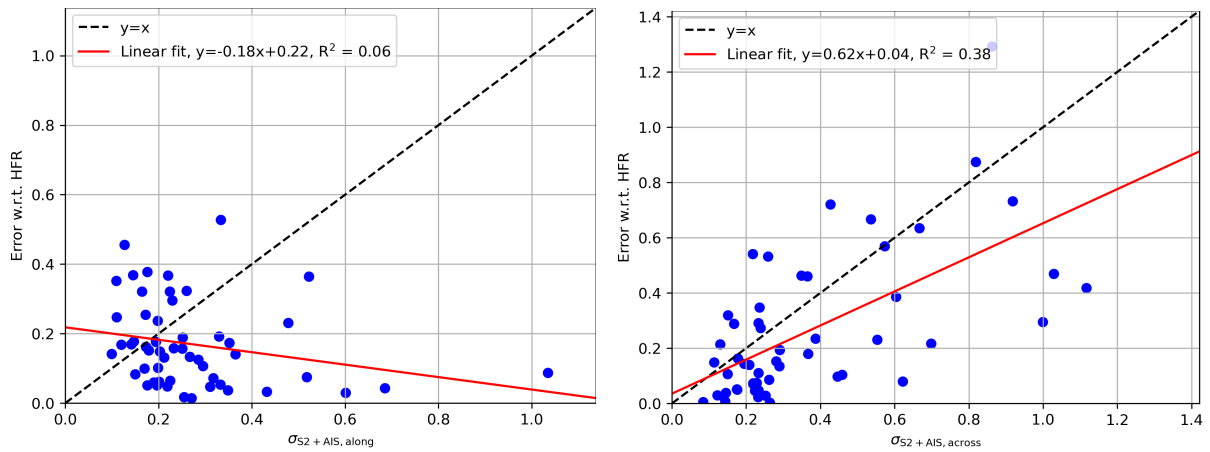 y=x
Linear fit, y=-0.18x+0.22, R² = 0.06
1.0
0.8
0.6
0.4
0.2
0.0
0.0 0.2 0.4 0.6 0.8 1.0
Error w.r.t. HFR
σS2 + AIS, along
y=x
Linear fit, y=0.62x+0.04, R² = 0.38
1.4
1.2
1.0
0.8
0.6
0.4
0.2
0.0
0.0 0.2 0.4 0.6 0.8 1.0 1.2 1.4
Error w.r.t. HFR
σS2 + AIS, across